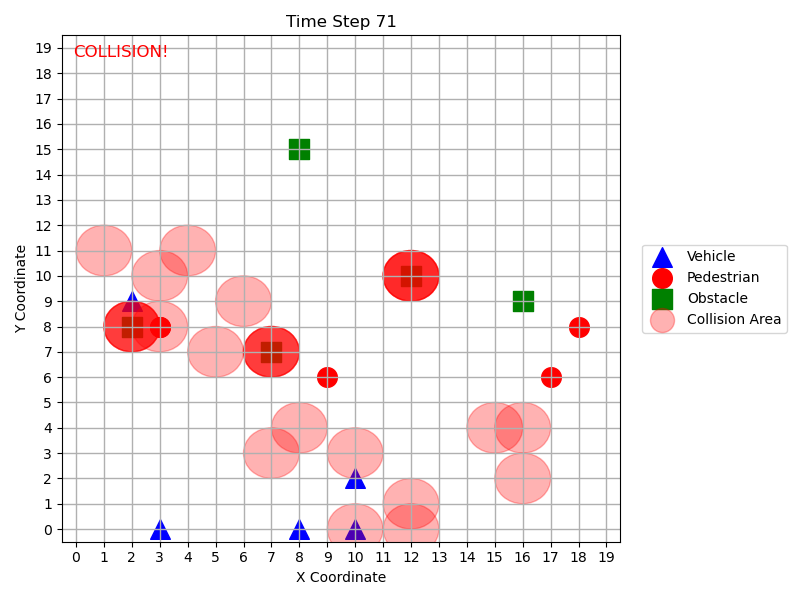 Time Step 71
COLLISION!
19
18
17
16
15
14
13
12
11
10
9
8
7
6
5
4
3
2
1
0
Y Coordinate
0 1 2 3 4 5 6 7 8 9 10 11 12 13 14 15 16 17 18 19
X Coordinate
Vehicle
Pedestrian
Obstacle
Collision Area